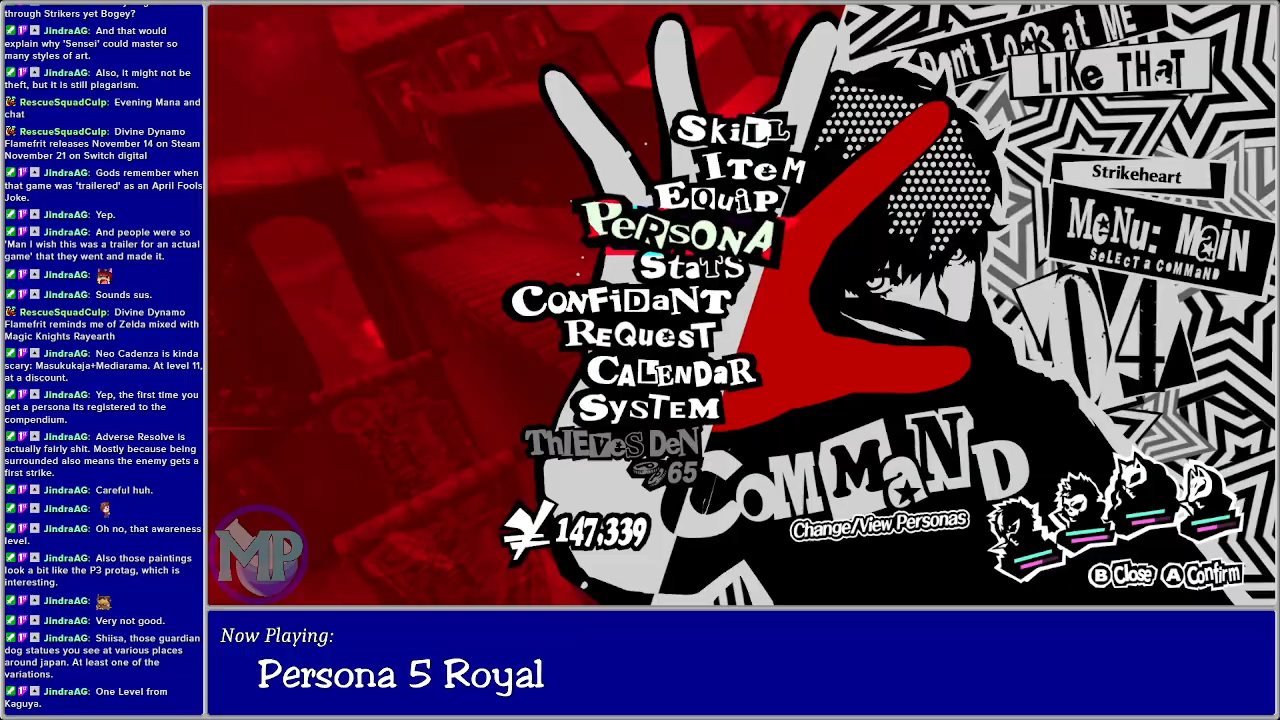 through Strikers yet Bogey?
JindraAG: And that would
explain why 'Sensei' could master so
many styles of art.
JindraAG: Also, it might not be
theft, but it is still plagarism.
RescueSquadCulp: Evening Mana and
chat
RescueSquadCulp: Divine Dynamo
Flamefrit releases November 14 on Steam
November 21 on Switch digital
JindraAG: Gods remember when
that game was 'trailered' as an April Fools
Joke.
JindraAG: Yep.
JindraAG: And people were so
'Man I wish this was a trailer for an actual
game' that they went and made it.
JindraAG:
JindraAG: Sounds sus.
RescueSquadCulp: Divine Dynamo
Flamefrit reminds me of Zelda mixed with
Magic Knights Rayearth
JindraAG: Neo Cadenza is kinda
scary: Masukukaja+Mediarama. At level 11,
at a discount.
JindraAG: Yep, the first time you
get a persona its registered to the
compendium.
JindraAG: Adverse Resolve is
actually fairly shit. Mostly because being
surrounded also means the enemy gets a
first strike.
JindraAG: Careful huh.
JindraAG:
JindraAG: Oh no, that awareness
level.
JindraAG: Also those paintings
look a bit like the P3 protag, which is
interesting.
JindraAG:
JindraAG: Very not good.
JindraAG: Shiisa, those guardian
dog statues you see at various places
around japan. At least one of the
variations.
JindraAG: One Level from
Kaguya.
Don't Look at ME
LIKe THaT
Strikeheart
MeNu: MaiN
SeLeCT a CoMMaND
04
SkiLL
ITeM
EQuiP
PeRSONA
StaTS
CONFiDaNT
ReQuesT
CALeNDaR
SySTEM
ThIEVeS DeN
65
¥ 147,339
CoMMaND
Change/View Personas
B Close A Confirm
MP
Now Playing:
Persona 5 Royal